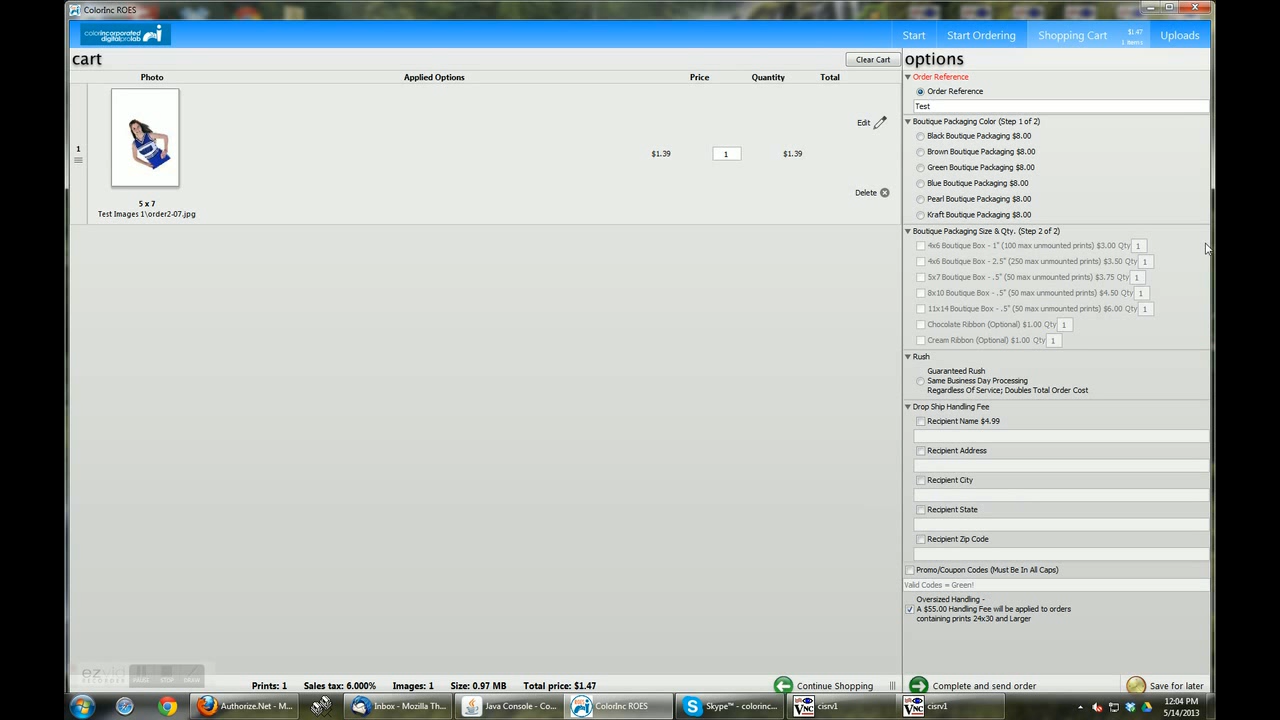 ColorInc ROES
colorincorporated
digitalprolab
Start
Start Ordering
Shopping Cart
$1.47
1 items
Uploads
cart
Clear Cart
options
Photo
Applied Options
Price
Quantity
Total
1
Edit
$1.39
1
$1.39
Delete
5 x 7
Test Images 1\order2-07.jpg
Order Reference
Order Reference
Test
Boutique Packaging Color (Step 1 of 2)
Black Boutique Packaging $8.00
Brown Boutique Packaging $8.00
Green Boutique Packaging $8.00
Blue Boutique Packaging $8.00
Pearl Boutique Packaging $8.00
Kraft Boutique Packaging $8.00
Boutique Packaging Size & Qty. (Step 2 of 2)
4x6 Boutique Box - 1" (100 max unmounted prints) $3.00 Qty 1
4x6 Boutique Box - 2.5" (250 max unmounted prints) $3.50 Qty 1
5x7 Boutique Box - .5" (50 max unmounted prints) $3.75 Qty 1
8x10 Boutique Box - .5" (50 max unmounted prints) $4.50 Qty 1
11x14 Boutique Box - .5" (50 max unmounted prints) $6.00 Qty 1
Chocolate Ribbon (Optional) $1.00 Qty 1
Cream Ribbon (Optional) $1.00 Qty 1
Rush
Guaranteed Rush
Same Business Day Processing
Regardless Of Service; Doubles Total Order Cost
Drop Ship Handling Fee
Recipient Name $4.99
Recipient Address
Recipient City
Recipient State
Recipient Zip Code
Promo/Coupon Codes (Must Be In All Caps)
Valid Codes = Green!
Oversized Handling -
A $55.00 Handling Fee will be applied to orders
containing prints 24x30 and Larger
ezvid
RECORDER
PAUSE
STOP
DRAW
Prints: 1
Sales tax: 6.000%
Images: 1
Size: 0.97 MB
Total price: $1.47
Continue Shopping
Complete and send order
Save for later
Authorize.Net - M...
Inbox - Mozilla Th...
Java Console - Co...
ColorInc ROES
Skype™ - colorinc...
cisrv1
cisrv1
12:04 PM
5/14/2013